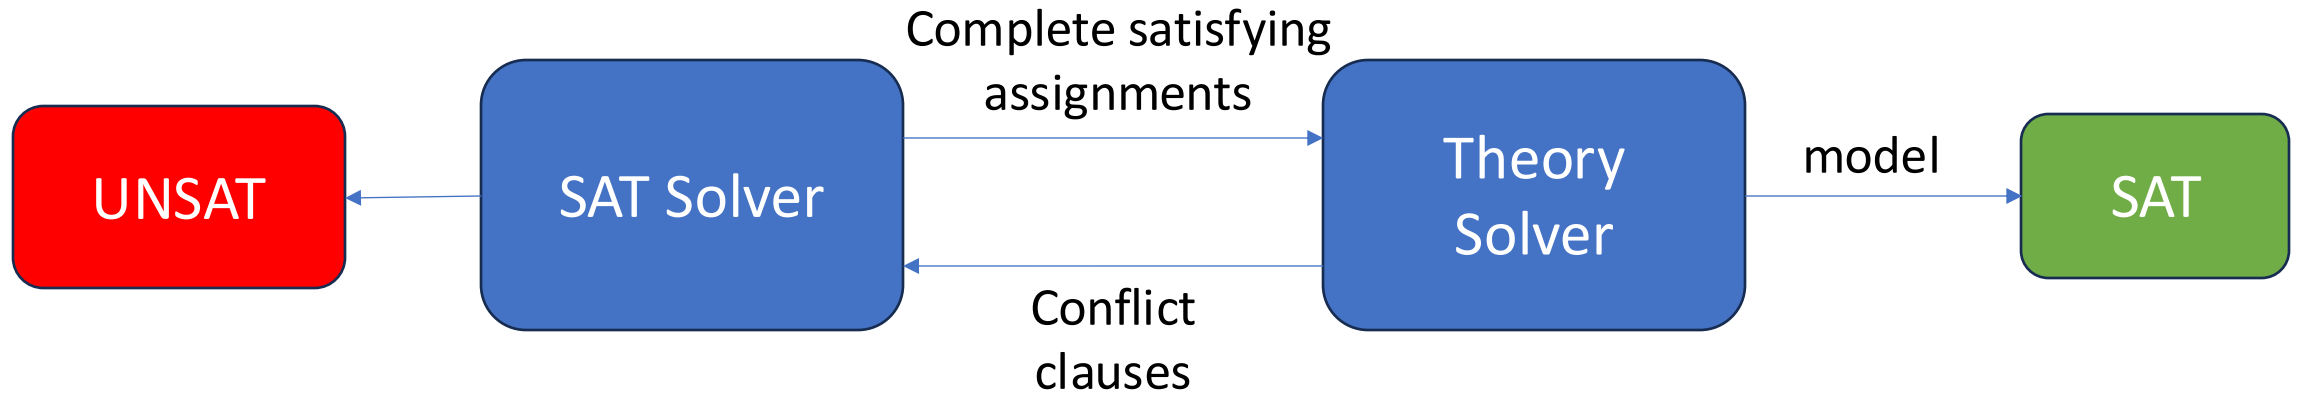 UNSAT
SAT Solver
Complete satisfying
assignments
Conflict
clauses
Theory
Solver
model
SAT